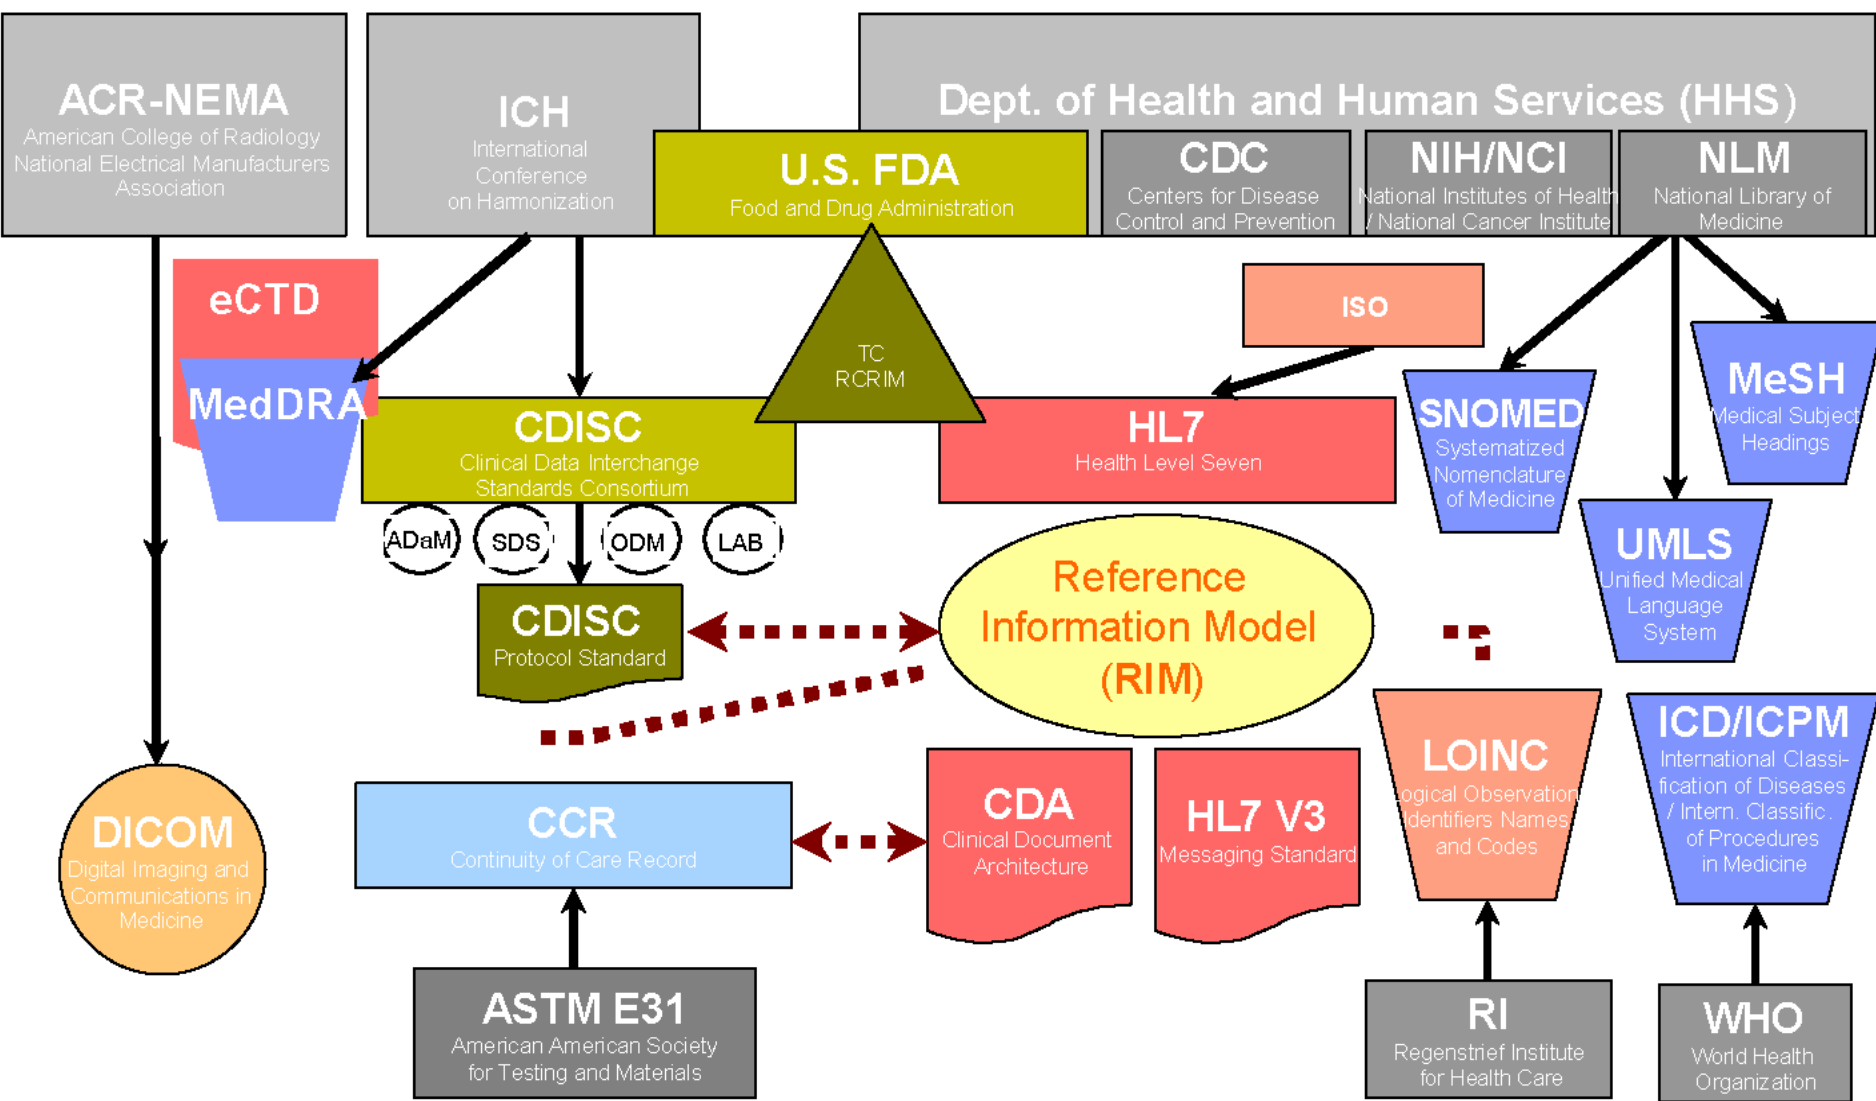 ACR-NEMA
American College of Radiology
National Electrical Manufacturers
Association
ICH
International
Conference
on Harmonization
Dept. of Health and Human Services (HHS)
U.S. FDA
Food and Drug Administration
CDC
Centers for Disease
Control and Prevention
NIH/NCI
National Institutes of Health
/ National Cancer Institute
NLM
National Library of
Medicine
eCTD
MedDRA
TC
RCRIM
ISO
CDISC
Clinical Data Interchange
Standards Consortium
HL7
Health Level Seven
SNOMED
Systematized
Nomenclature
of Medicine
MeSH
Medical Subject
Headings
ADaM
SDS
ODM
LAB
UMLS
Unified Medical
Language
System
CDISC
Protocol Standard
Reference
Information Model
(RIM)
DICOM
Digital Imaging and
Communications in
Medicine
CCR
Continuity of Care Record
CDA
Clinical Document
Architecture
HL7 V3
Messaging Standard
LOINC
Logical Observation
Identifiers Names
and Codes
ICD/ICPM
International Classi-
fication of Diseases
/ Intern. Classific.
of Procedures
in Medicine
ASTM E31
American American Society
for Testing and Materials
RI
Regenstrief Institute
for Health Care
WHO
World Health
Organization